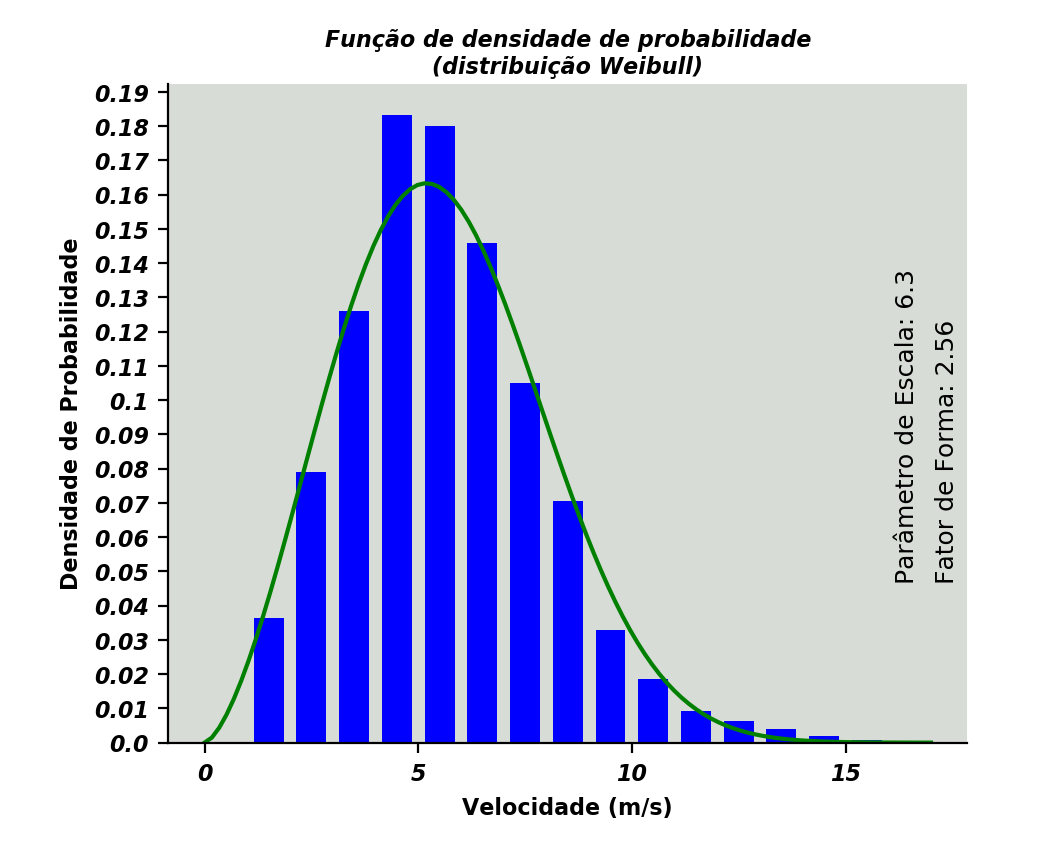 Função de densidade de probabilidade
(distribuição Weibull)
0.19
0.18
0.17
0.16
0.15
0.14
0.13
0.12
0.11
0.1
0.09
0.08
0.07
0.06
0.05
0.04
0.03
0.02
0.01
0.0
Densidade de Probabilidade
Parâmetro de Escala: 6.3
Fator de Forma: 2.56
0 5 10 15
Velocidade (m/s)